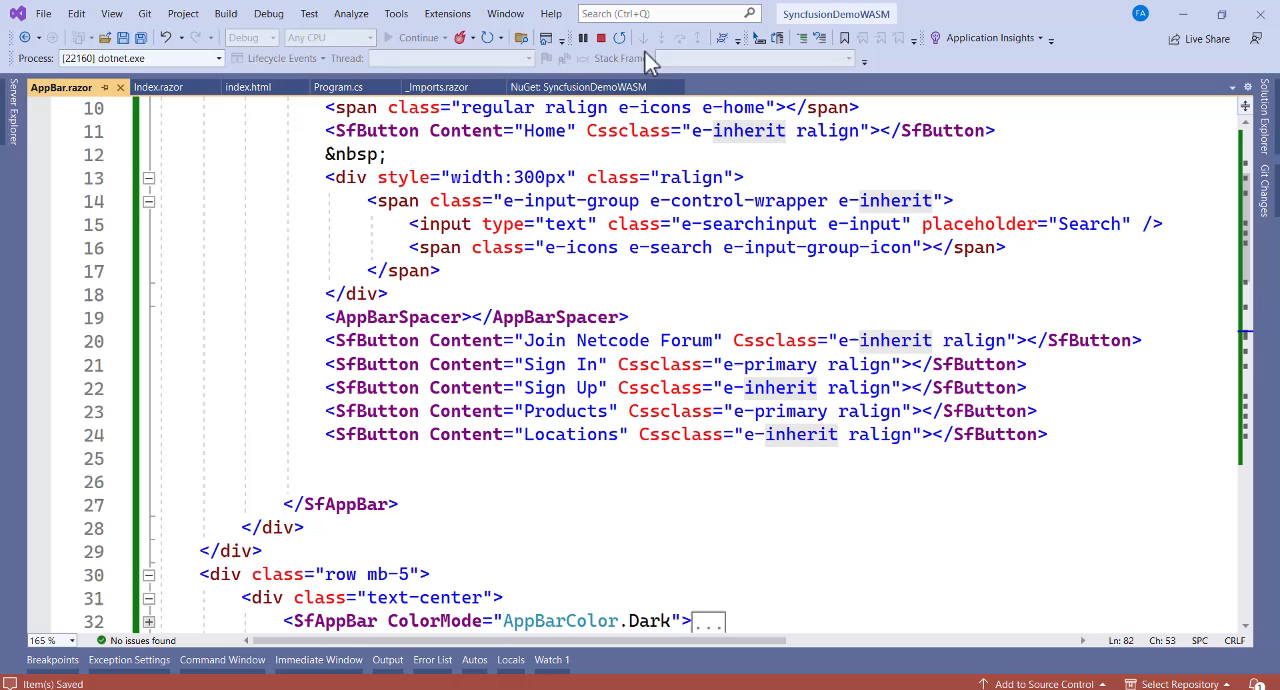 File Edit View Git Project Build Debug Test Analyze Tools Extensions Window Help Search (Ctrl+Q) SyncfusionDemoWASM FA
Debug Any CPU Continue Application Insights Live Share
Process: [22160] dotnet.exe Lifecycle Events Thread: Stack Frame
AppBar.razor Index.razor index.html Program.cs _Imports.razor NuGet: SyncfusionDemoWASM
Server Explorer
Solution Explorer
Git Changes
10 <span class="regular ralign e-icons e-home"></span>
11 <SfButton Content="Home" Cssclass="e-inherit ralign"></SfButton>
12 &nbsp;
13 <div style="width:300px" class="ralign">
14 <span class="e-input-group e-control-wrapper e-inherit">
15 <input type="text" class="e-searchinput e-input" placeholder="Search" />
16 <span class="e-icons e-search e-input-group-icon"></span>
17 </span>
18 </div>
19 <AppBarSpacer></AppBarSpacer>
20 <SfButton Content="Join Netcode Forum" Cssclass="e-inherit ralign"></SfButton>
21 <SfButton Content="Sign In" Cssclass="e-primary ralign"></SfButton>
22 <SfButton Content="Sign Up" Cssclass="e-inherit ralign"></SfButton>
23 <SfButton Content="Products" Cssclass="e-primary ralign"></SfButton>
24 <SfButton Content="Locations" Cssclass="e-inherit ralign"></SfButton>
25
26
27 </SfAppBar>
28 </div>
29 </div>
30 <div class="row mb-5">
31 <div class="text-center">
32 <SfAppBar ColorMode="AppBarColor.Dark">...
165 % No issues found Ln: 82 Ch: 53 SPC CRLF
Breakpoints Exception Settings Command Window Immediate Window Output Error List Autos Locals Watch 1
Item(s) Saved Add to Source Control Select Repository 1